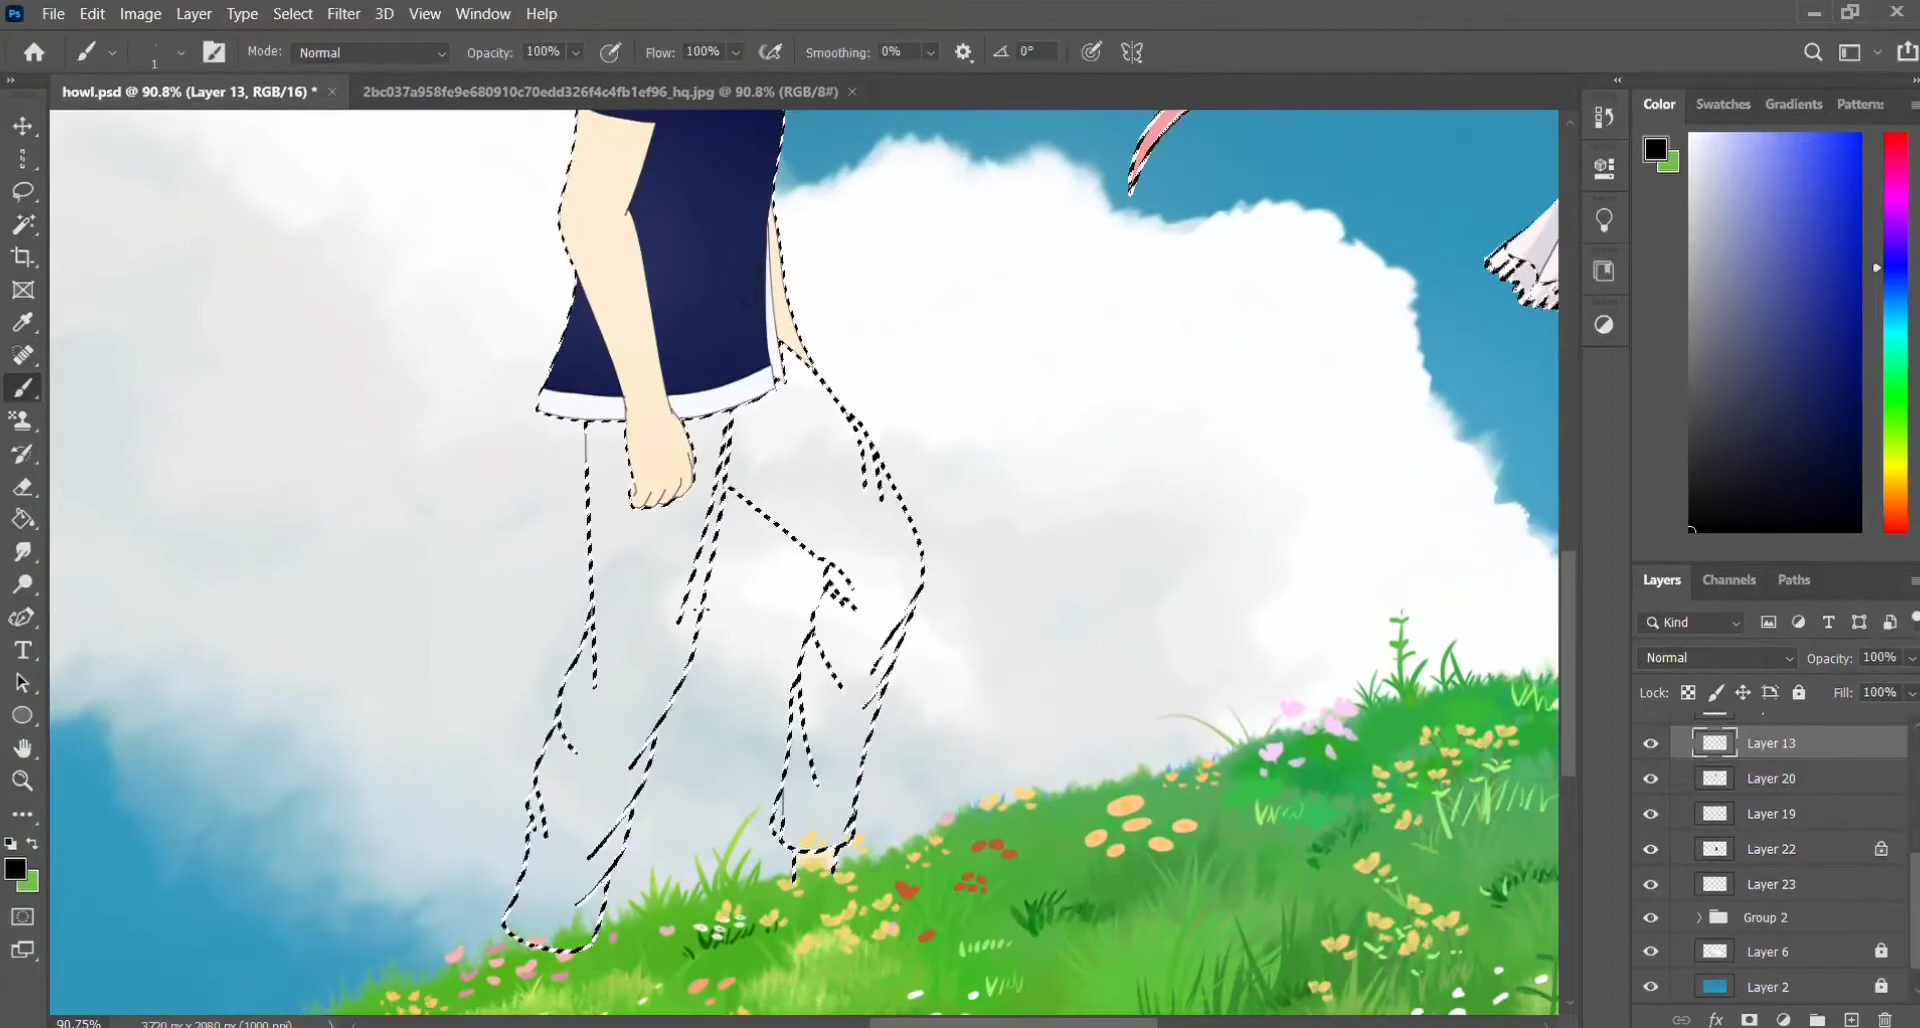 Ps File Edit Image Layer Type Select Filter 3D View Window Help
1 Mode: Normal Opacity: 100% Flow: 100% Smoothing: 0% 0°
howl.psd @ 90.8% (Layer 13, RGB/16) * × 2bc037a958fe9e680910c70edd326f4c4fb1ef96_hq.jpg @ 90.8% (RGB/8#) ×
Color Swatches Gradients Patterns
Layers Channels Paths
Kind
Normal Opacity: 100%
Lock: Fill: 100%
Layer 13
Layer 20
Layer 19
Layer 22
Layer 23
Group 2
Layer 6
Layer 2
fx
90.75% 3720 px x 2080 px (1000 ppi)